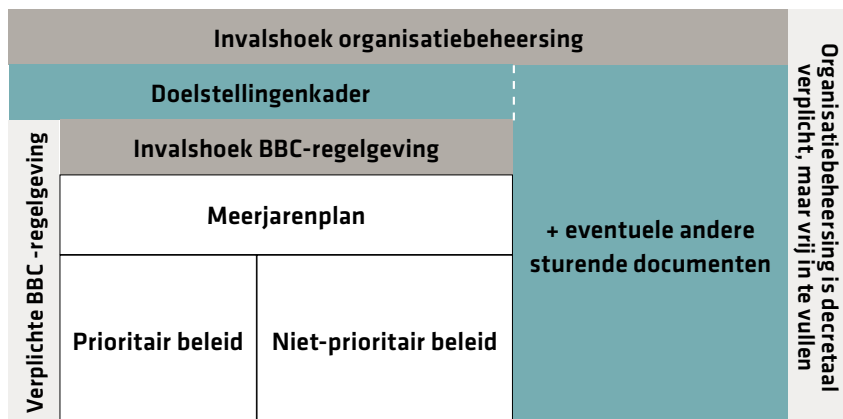 Invalshoek organisatiebeheersing
Doelstellingenkader
Invalshoek BBC-regelgeving
Verplichte BBC -regelgeving
Meerjarenplan
Prioritair beleid
Niet-prioritair beleid
+ eventuele andere
sturende documenten
Organisatiebeheersing is decretaal
verplicht, maar vrij in te vullen